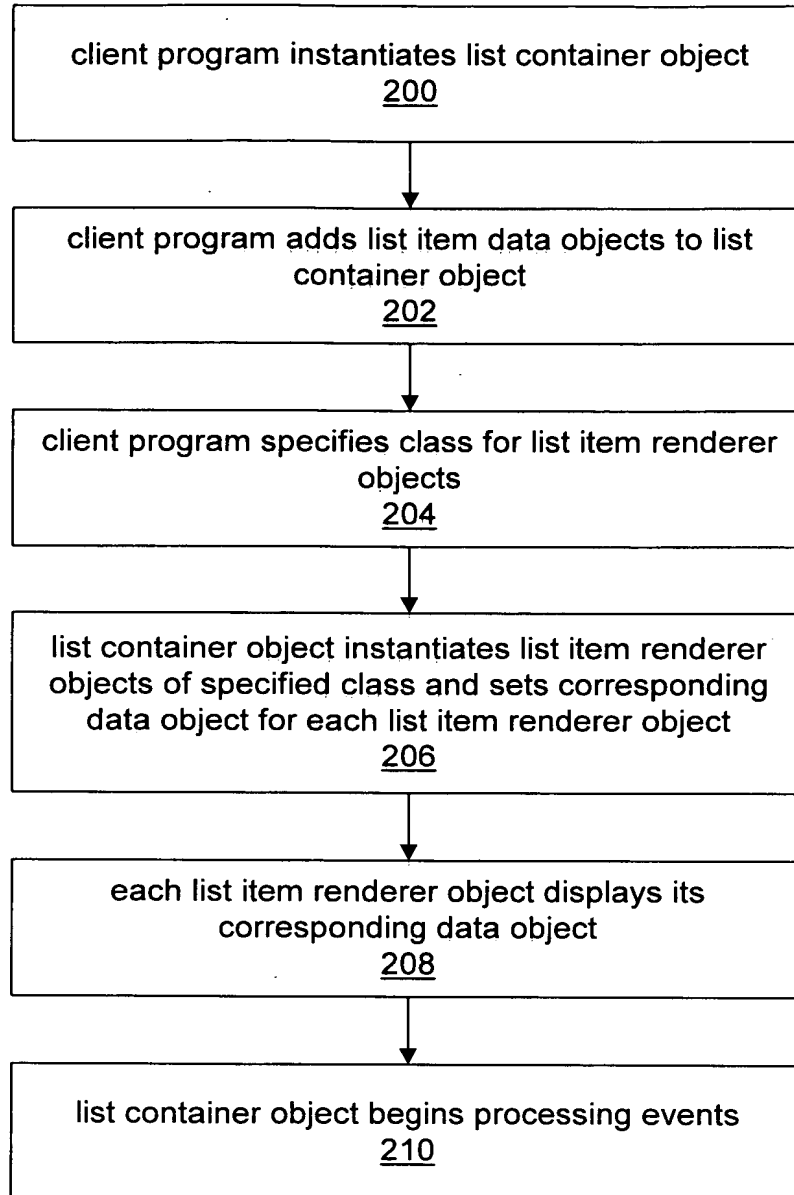 client program instantiates list container object
200
client program adds list item data objects to list
container object
202
client program specifies class for list item renderer
objects
204
list container object instantiates list item renderer
objects of specified class and sets corresponding
data object for each list item renderer object
206
each list item renderer object displays its
corresponding data object
208
list container object begins processing events
210